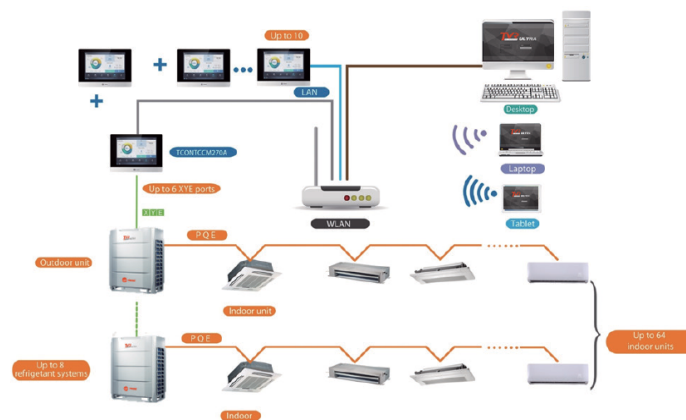 Up to 10
LAN
TCONTCCM270A
Desktop
Up to 6 XYE ports
Laptop
X Y E
WLAN
Tablet
P Q E
Outdoor unit
Indoor unit
P Q E
Up to 64
indoor units
Up to 8
refrigetant systems
Indoor